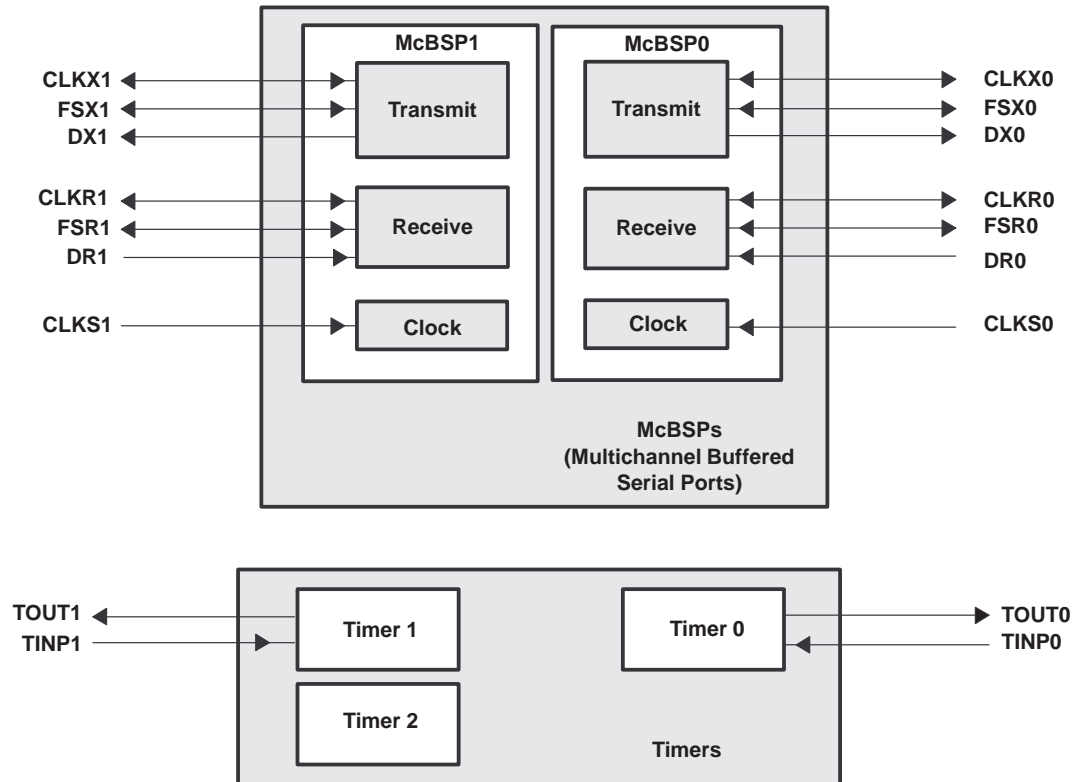 McBSP1
McBSP0
CLKX1
FSX1
DX1
Transmit
Transmit
CLKX0
FSX0
DX0
CLKR1
FSR1
DR1
Receive
Receive
CLKR0
FSR0
DR0
CLKS1
Clock
Clock
CLKS0
McBSPs
(Multichannel Buffered
Serial Ports)
TOUT1
TINP1
Timer 1
Timer 0
TOUT0
TINP0
Timer 2
Timers